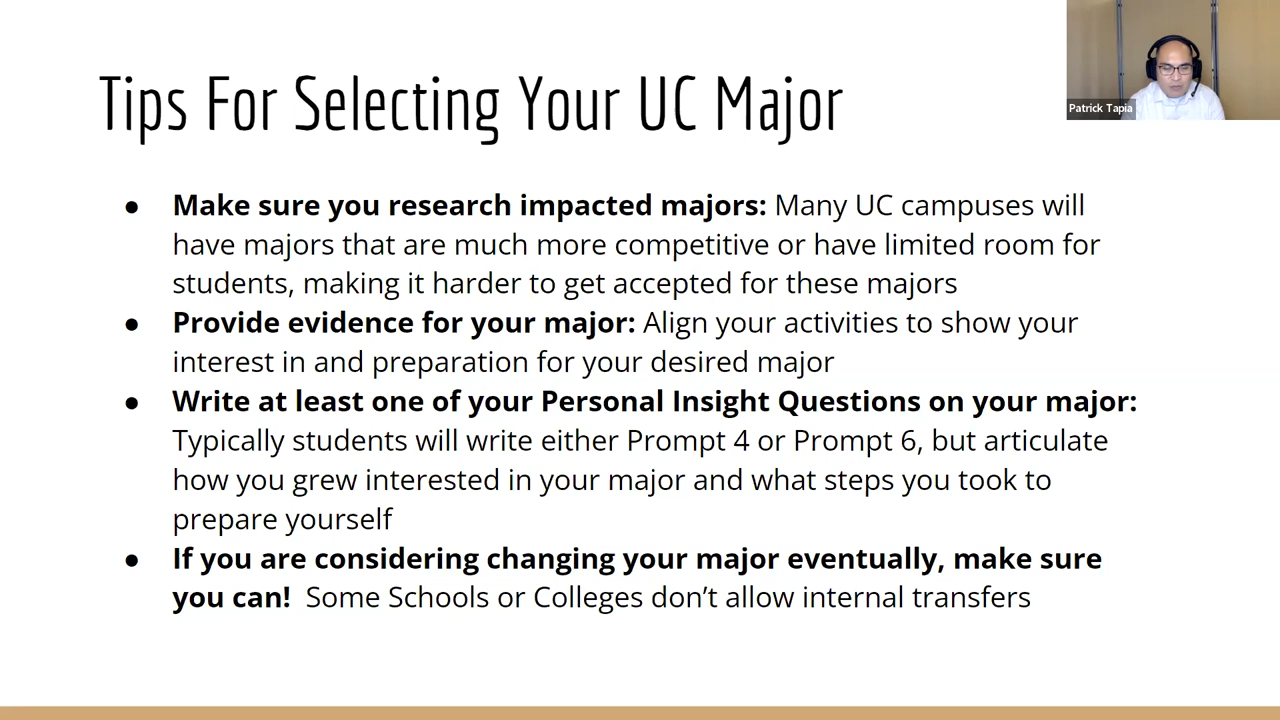 Tips For Selecting Your UC Major
Patrick Tapia
● Make sure you research impacted majors: Many UC campuses will
have majors that are much more competitive or have limited room for
students, making it harder to get accepted for these majors
● Provide evidence for your major: Align your activities to show your
interest in and preparation for your desired major
● Write at least one of your Personal Insight Questions on your major:
Typically students will write either Prompt 4 or Prompt 6, but articulate
how you grew interested in your major and what steps you took to
prepare yourself
● If you are considering changing your major eventually, make sure
you can! Some Schools or Colleges don’t allow internal transfers